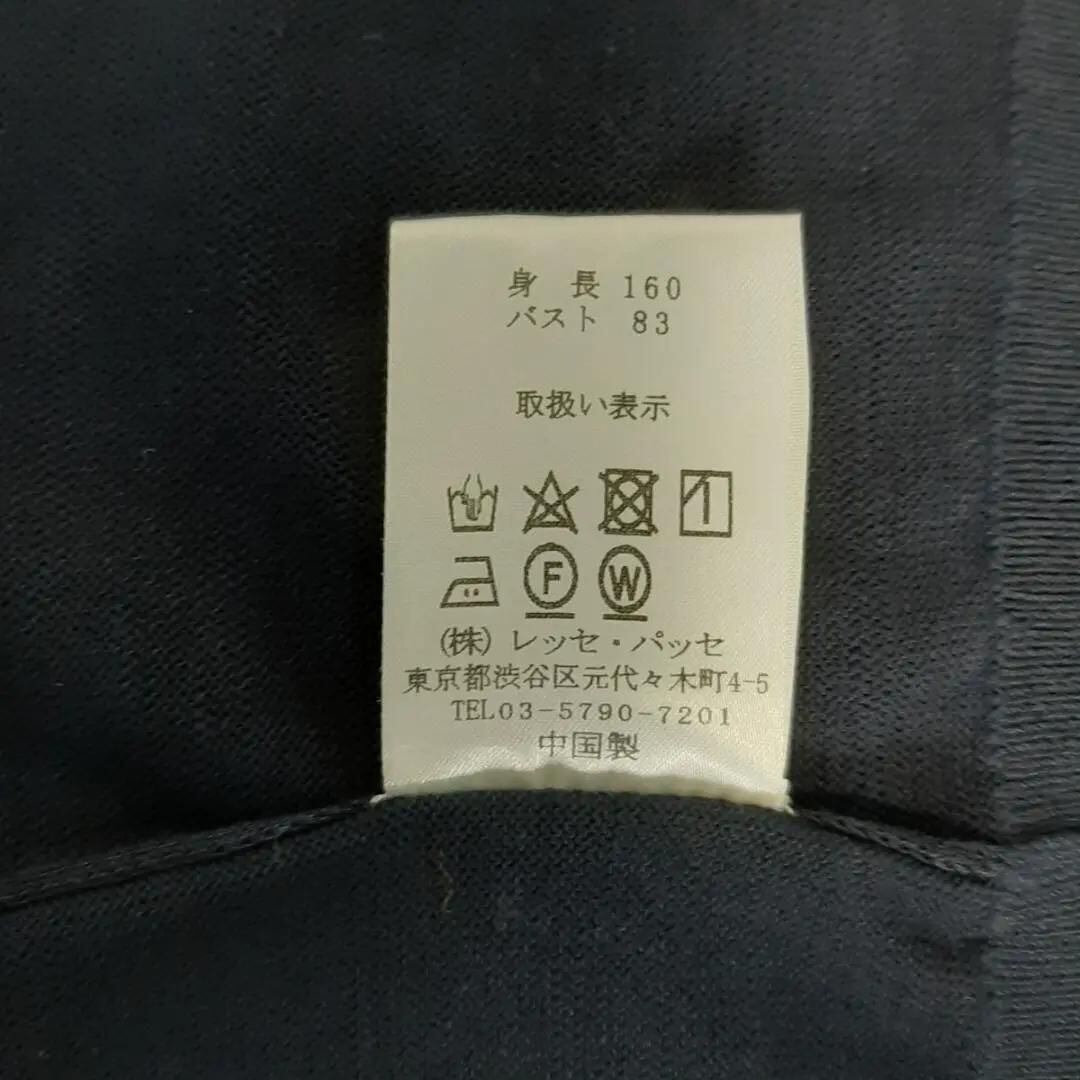 身長 160
バスト 83
取扱い表示
F W
(株) レッセ・パッセ
東京都渋谷区元代々木町4-5
TEL03-5790-7201
中国製